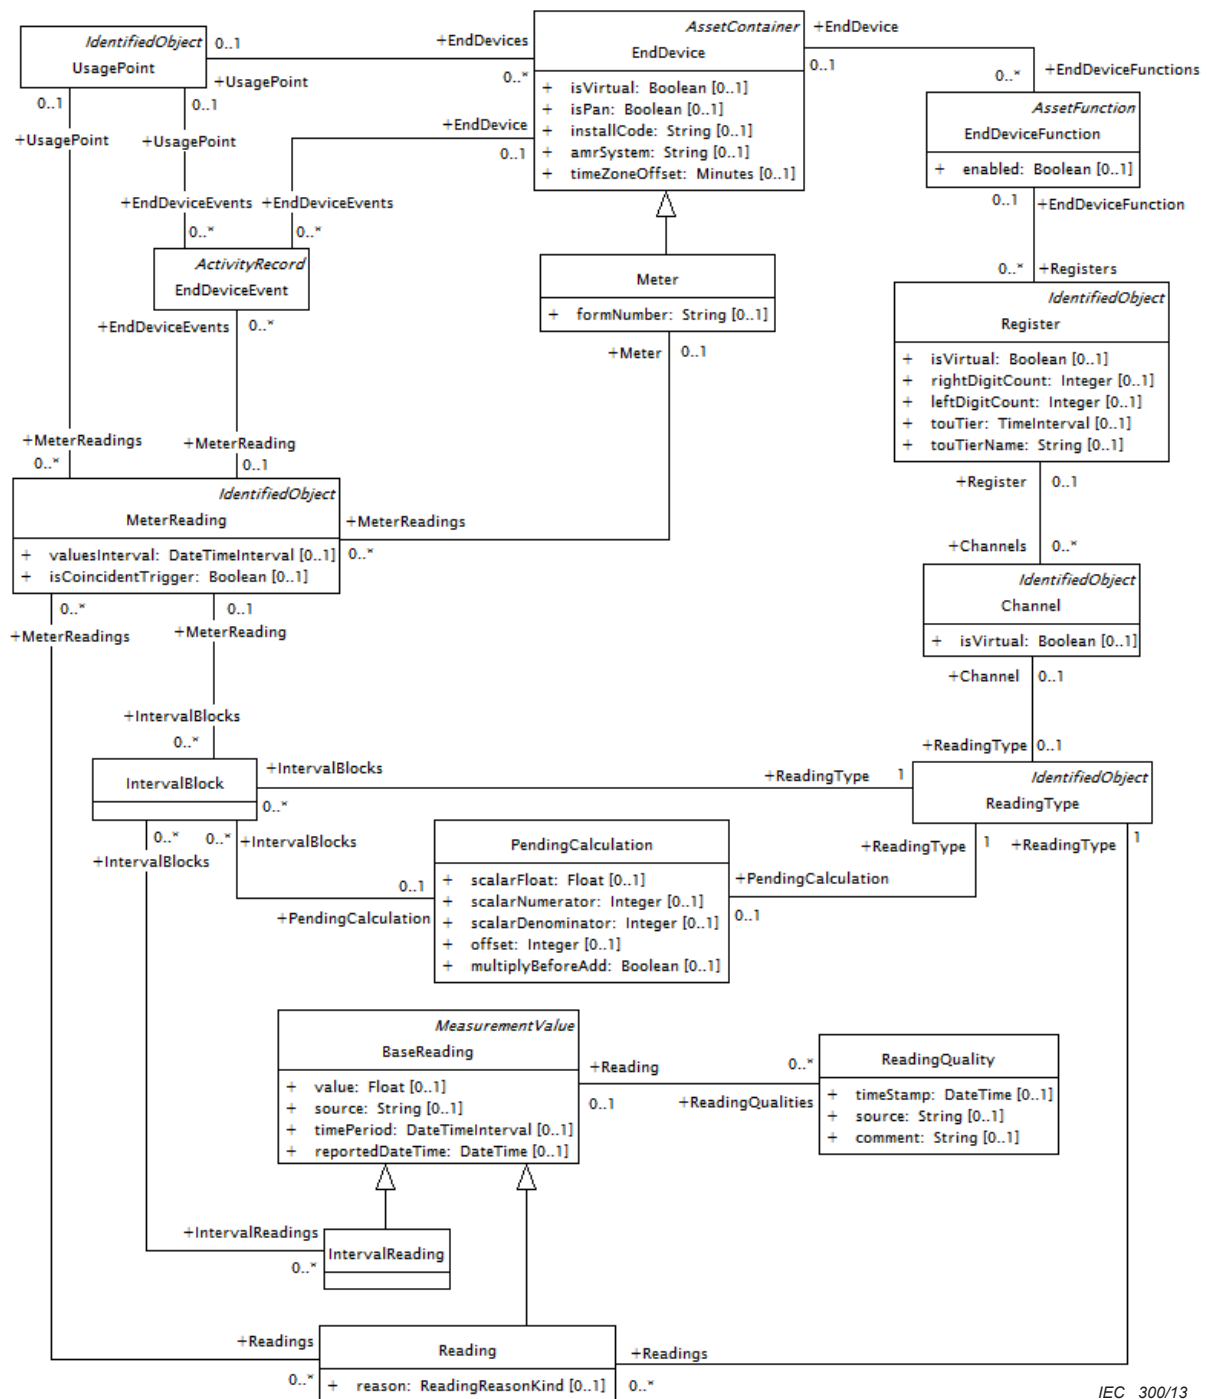 IdentifiedObject
UsagePoint
0..1
+EndDevices
0..*
+UsagePoint
AssetContainer
EndDevice
+ isVirtual: Boolean [0..1]
+ isPan: Boolean [0..1]
+ installCode: String [0..1]
+ amrSystem: String [0..1]
+ timeZoneOffset: Minutes [0..1]
+EndDevice
0..1
0..*
+EndDeviceFunctions
AssetFunction
EndDeviceFunction
+ enabled: Boolean [0..1]
0..1
+UsagePoint
0..1
+UsagePoint
+EndDevice
0..1
+EndDeviceEvents
0..*
+EndDeviceEvents
0..*
ActivityRecord
EndDeviceEvent
+EndDeviceEvents
0..*
Meter
+ formNumber: String [0..1]
+Meter
0..1
0..1
+EndDeviceFunction
0..*
+Registers
IdentifiedObject
Register
+ isVirtual: Boolean [0..1]
+ rightDigitCount: Integer [0..1]
+ leftDigitCount: Integer [0..1]
+ touTier: TimeInterval [0..1]
+ touTierName: String [0..1]
+MeterReadings
0..*
+MeterReading
0..1
+Register
0..1
IdentifiedObject
MeterReading
+ valuesInterval: DateTimeInterval [0..1]
+ isCoincidentTrigger: Boolean [0..1]
+MeterReadings
0..*
+Channels
0..*
IdentifiedObject
Channel
+ isVirtual: Boolean [0..1]
0..*
+MeterReadings
0..1
+MeterReading
+Channel
0..1
+IntervalBlocks
0..*
+ReadingType
0..1
IntervalBlock
+IntervalBlocks
0..*
+ReadingType
1
IdentifiedObject
ReadingType
0..*
+IntervalBlocks
0..*
+IntervalBlocks
0..1
+PendingCalculation
PendingCalculation
+ scalarFloat: Float [0..1]
+ scalarNumerator: Integer [0..1]
+ scalarDenominator: Integer [0..1]
+ offset: Integer [0..1]
+ multiplyBeforeAdd: Boolean [0..1]
+ReadingType
1
+ReadingType
1
+PendingCalculation
0..1
MeasurementValue
BaseReading
+ value: Float [0..1]
+ source: String [0..1]
+ timePeriod: DateTimeInterval [0..1]
+ reportedDateTime: DateTime [0..1]
+Reading
0..1
0..*
+ReadingQualities
ReadingQuality
+ timeStamp: DateTime [0..1]
+ source: String [0..1]
+ comment: String [0..1]
+IntervalReadings
0..*
IntervalReading
+Readings
0..*
Reading
+ reason: ReadingReasonKind [0..1]
+Readings
0..*
IEC 300/13